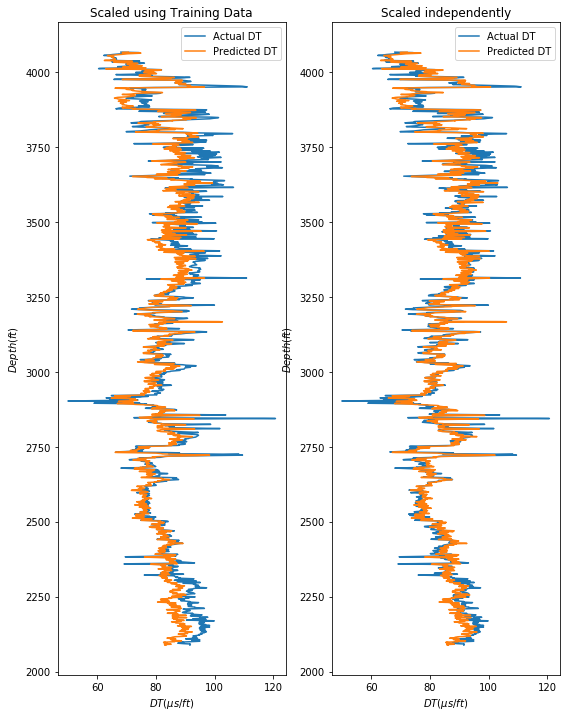 Scaled using Training Data
Actual DT
Predicted DT
4000
3750
3500
3250
3000
2750
2500
2250
2000
60
80
100
120
Depth(ft)
DT(μs/ft)
Scaled independently
Actual DT
Predicted DT
4000
3750
3500
3250
3000
2750
2500
2250
2000
60
80
100
120
Depth(ft)
DT(μs/ft)